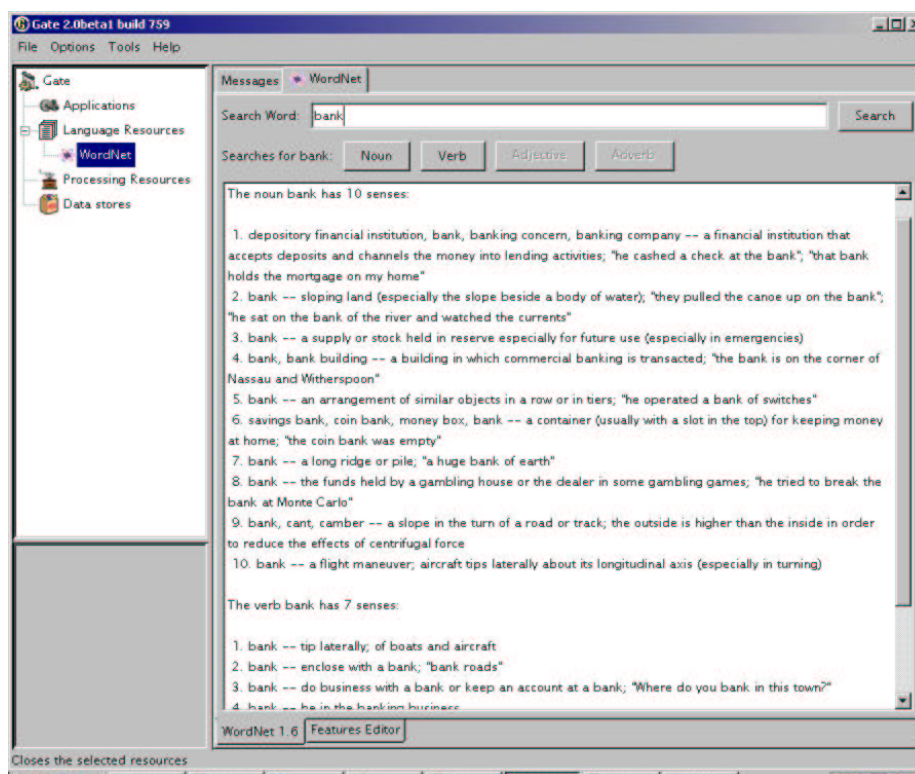 Gate 2.0beta1 build 759
File Options Tools Help
Gate
Applications
Language Resources
WordNet
Processing Resources
Data stores
Messages WordNet
Search Word: bank Search
Searches for bank: Noun Verb Adjective Adverb
The noun bank has 10 senses:
1. depository financial institution, bank, banking concern, banking company -- a financial institution that
accepts deposits and channels the money into lending activities; "he cashed a check at the bank"; "that bank
holds the mortgage on my home"
2. bank -- sloping land (especially the slope beside a body of water); "they pulled the canoe up on the bank";
"he sat on the bank of the river and watched the currents"
3. bank -- a supply or stock held in reserve especially for future use (especially in emergencies)
4. bank, bank building -- a building in which commercial banking is transacted; "the bank is on the corner of
Nassau and Witherspoon"
5. bank -- an arrangement of similar objects in a row or in tiers; "he operated a bank of switches"
6. savings bank, coin bank, money box, bank -- a container (usually with a slot in the top) for keeping money
at home; "the coin bank was empty"
7. bank -- a long ridge or pile; "a huge bank of earth"
8. bank -- the funds held by a gambling house or the dealer in some gambling games; "he tried to break the
bank at Monte Carlo"
9. bank, cant, camber -- a slope in the turn of a road or track; the outside is higher than the inside in order
to reduce the effects of centrifugal force
10. bank -- a flight maneuver; aircraft tips laterally about its longitudinal axis (especially in turning)
The verb bank has 7 senses:
1. bank -- tip laterally; of boats and aircraft
2. bank -- enclose with a bank; "bank roads"
3. bank -- do business with a bank or keep an account at a bank; "Where do you bank in this town?"
4. bank -- be in the banking business
WordNet 1.6 Features Editor
Closes the selected resources